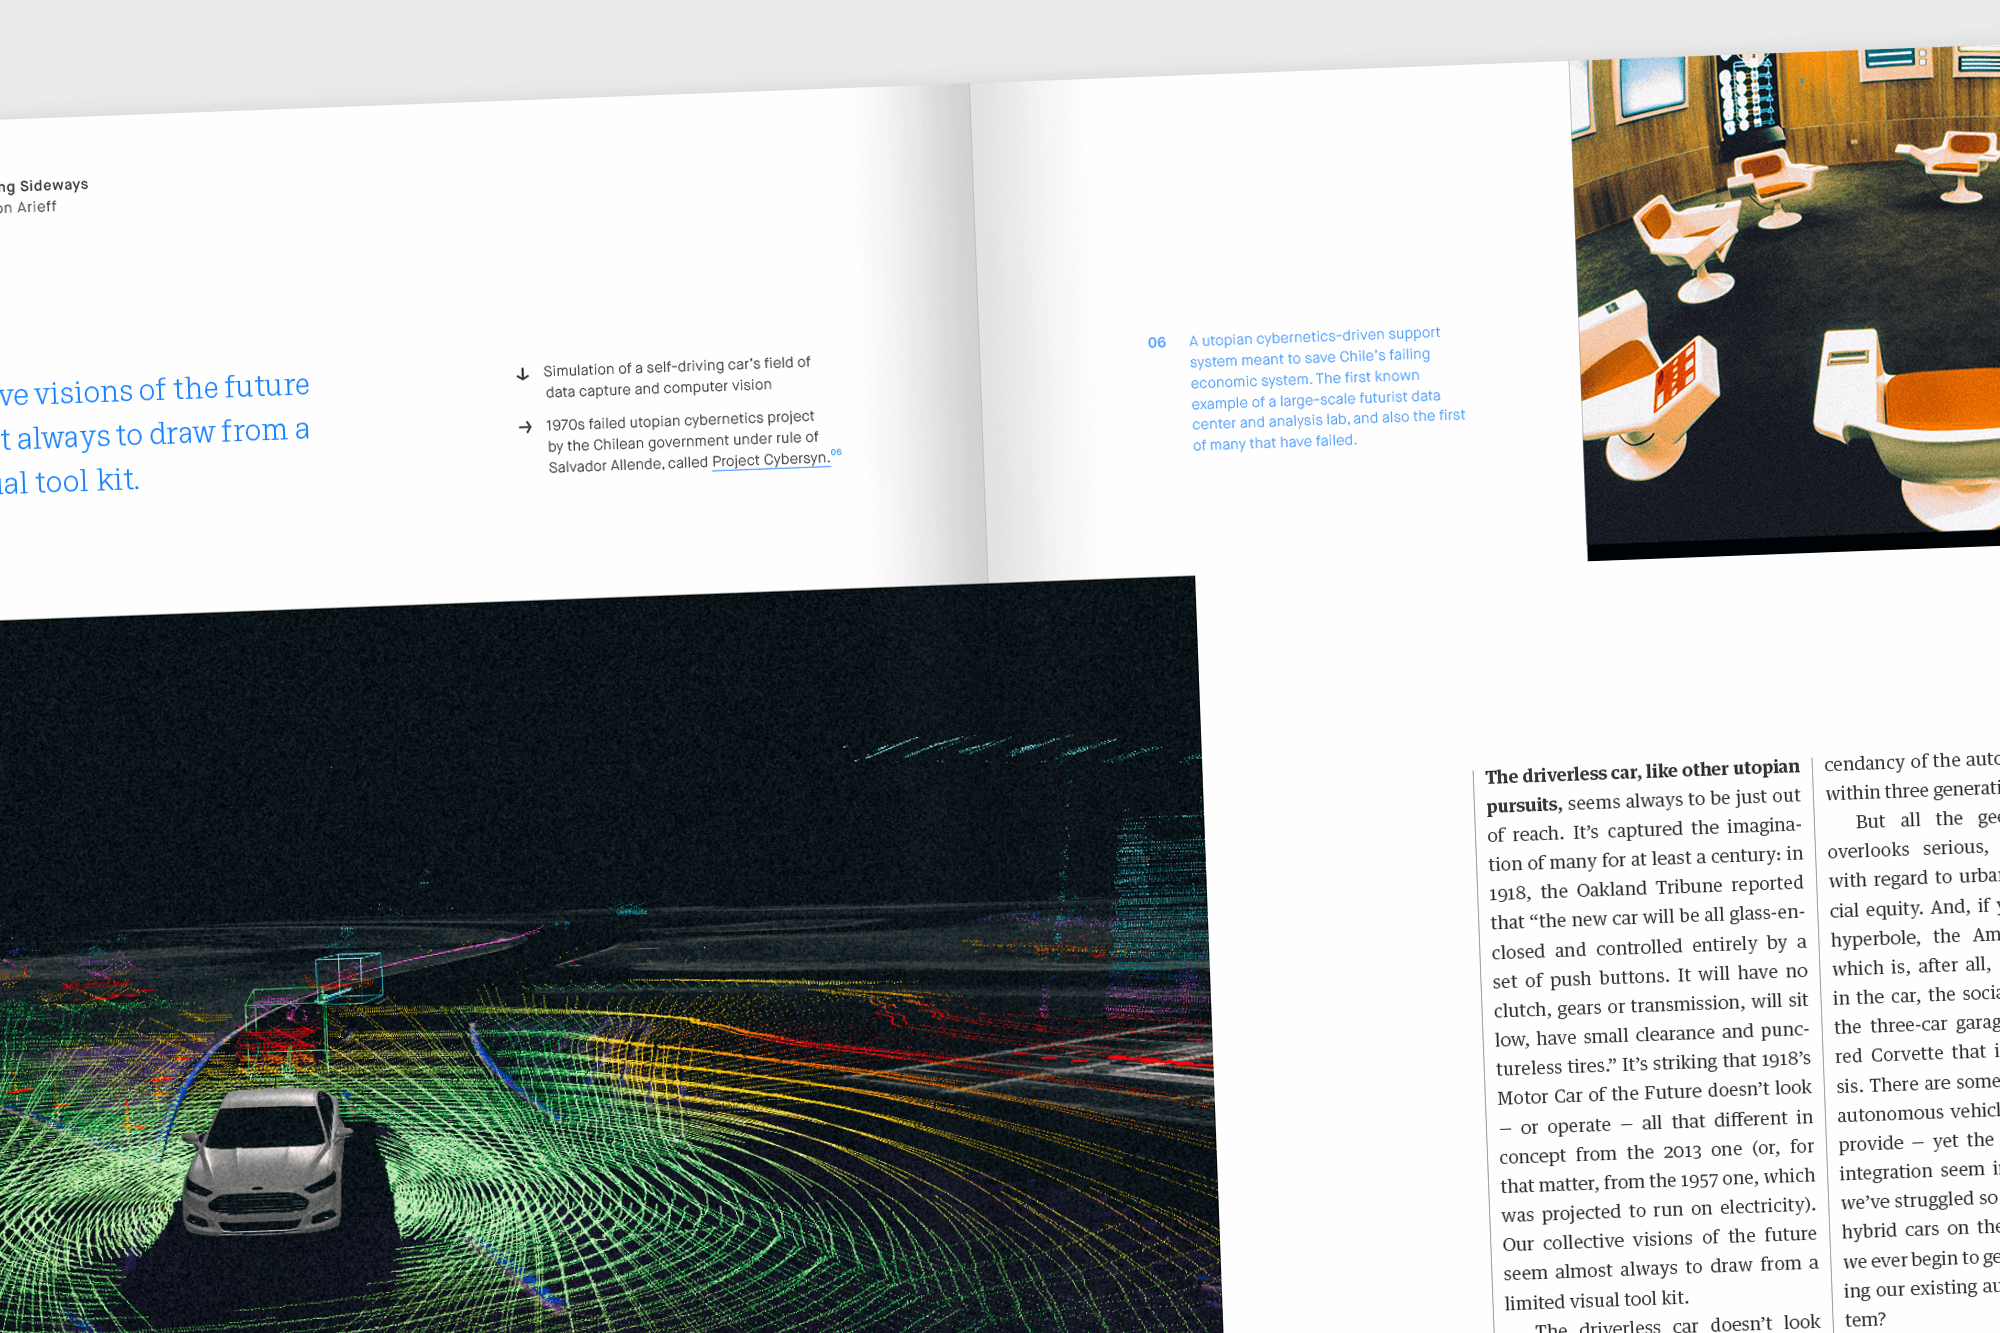 ng Sideways
on Arieff
ve visions of the future
t always to draw from a
ual tool kit.
↓ Simulation of a self-driving car’s field of
data capture and computer vision
→ 1970s failed utopian cybernetics project
by the Chilean government under rule of
Salvador Allende, called Project Cybersyn.06
06 A utopian cybernetics-driven support
system meant to save Chile’s failing
economic system. The first known
example of a large-scale futurist data
center and analysis lab, and also the first
of many that have failed.
The driverless car, like other utopian
pursuits, seems always to be just out
of reach. It’s captured the imagina-
tion of many for at least a century: in
1918, the Oakland Tribune reported
that “the new car will be all glass-en-
closed and controlled entirely by a
set of push buttons. It will have no
clutch, gears or transmission, will sit
low, have small clearance and punc-
tureless tires.” It’s striking that 1918’s
Motor Car of the Future doesn’t look
— or operate — all that different in
concept from the 2013 one (or, for
that matter, from the 1957 one, which
was projected to run on electricity).
Our collective visions of the future
seem almost always to draw from a
limited visual tool kit.
The driverless car doesn’t look
cendancy of the auto
within three generati
But all the gee
overlooks serious,
with regard to urba
cial equity. And, if y
hyperbole, the Am
which is, after all,
in the car, the socia
the three-car garag
red Corvette that i
sis. There are some
autonomous vehicl
provide — yet the
integration seem i
we’ve struggled so
hybrid cars on the
we ever begin to ge
ing our existing au
tem?